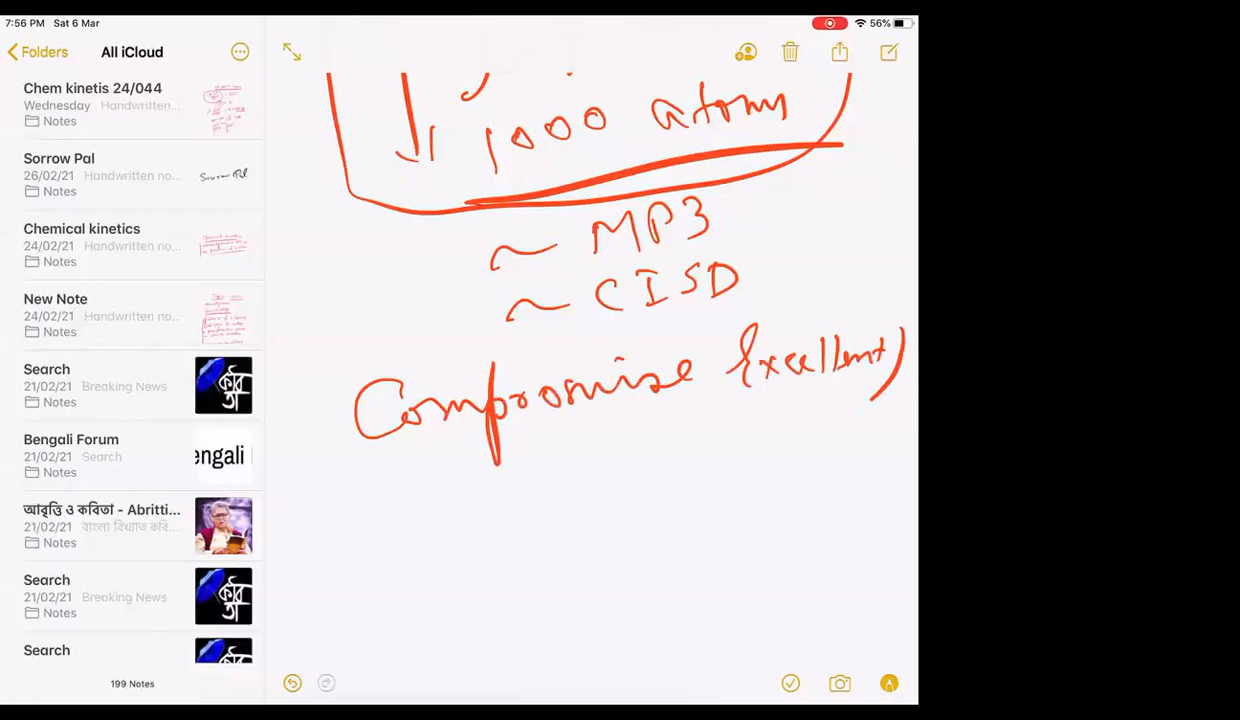 7:56 PM Sat 6 Mar
56%
Folders
All iCloud
Chem kinetis 24/044
Wednesday Handwritten...
Notes
Sorrow Pal
26/02/21 Handwritten no...
Notes
Sorrow Pal
Chemical kinetics
24/02/21 Handwritten no...
Notes
New Note
24/02/21 Handwritten no...
Notes
Search
21/02/21 Breaking News
Notes
Bengali Forum
21/02/21 Search
Notes
engali
আবৃত্তি ও কবিতা - Abritti...
21/02/21 বাংলা বিখ্যাত কবি...
Notes
Search
21/02/21 Breaking News
Notes
Search
199 Notes
1000 atoms
~ MP3
~ CISD
Compromise Excellent)